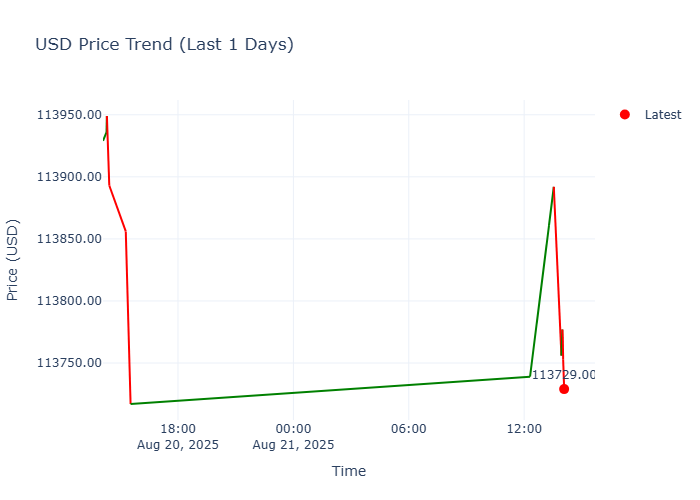 USD Price Trend (Last 1 Days)
Latest
113950.00
113900.00
113850.00
113800.00
113750.00
Price (USD)
113729.00
18:00
Aug 20, 2025
00:00
Aug 21, 2025
06:00
12:00
Time